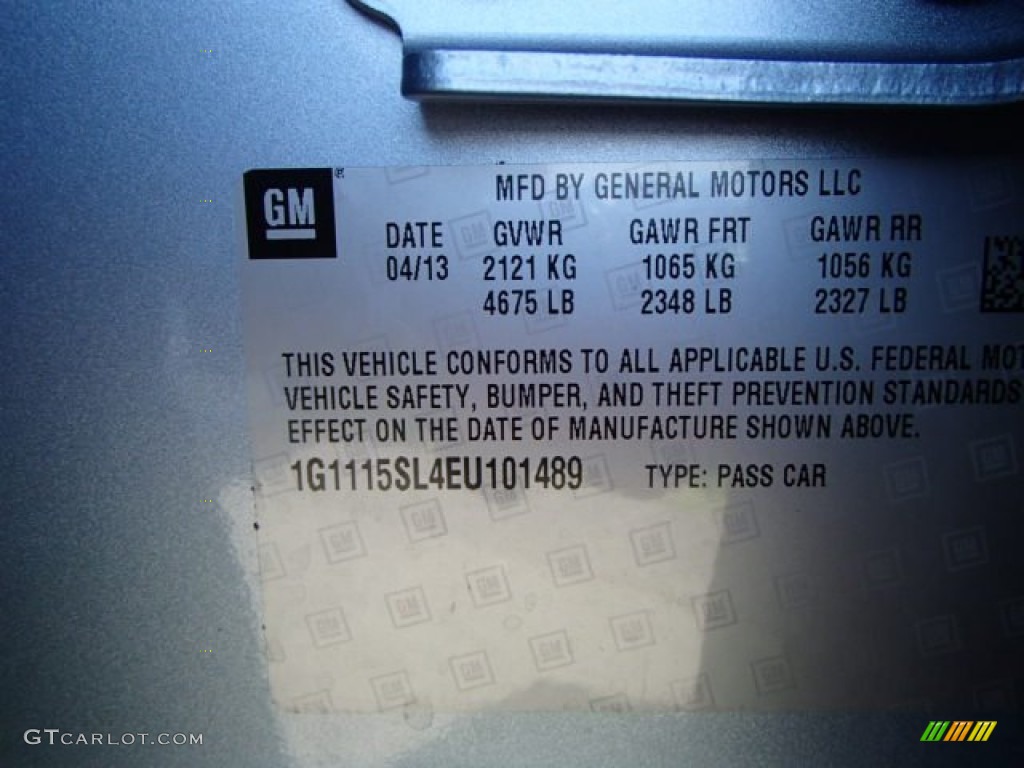 GM ®
MFD BY GENERAL MOTORS LLC
DATE GVWR GAWR FRT GAWR RR
04/13 2121 KG 1065 KG 1056 KG
4675 LB 2348 LB 2327 LB
THIS VEHICLE CONFORMS TO ALL APPLICABLE U.S. FEDERAL MOT
VEHICLE SAFETY, BUMPER, AND THEFT PREVENTION STANDARDS
EFFECT ON THE DATE OF MANUFACTURE SHOWN ABOVE.
1G1115SL4EU101489 TYPE: PASS CAR
GTCARLOT.COM